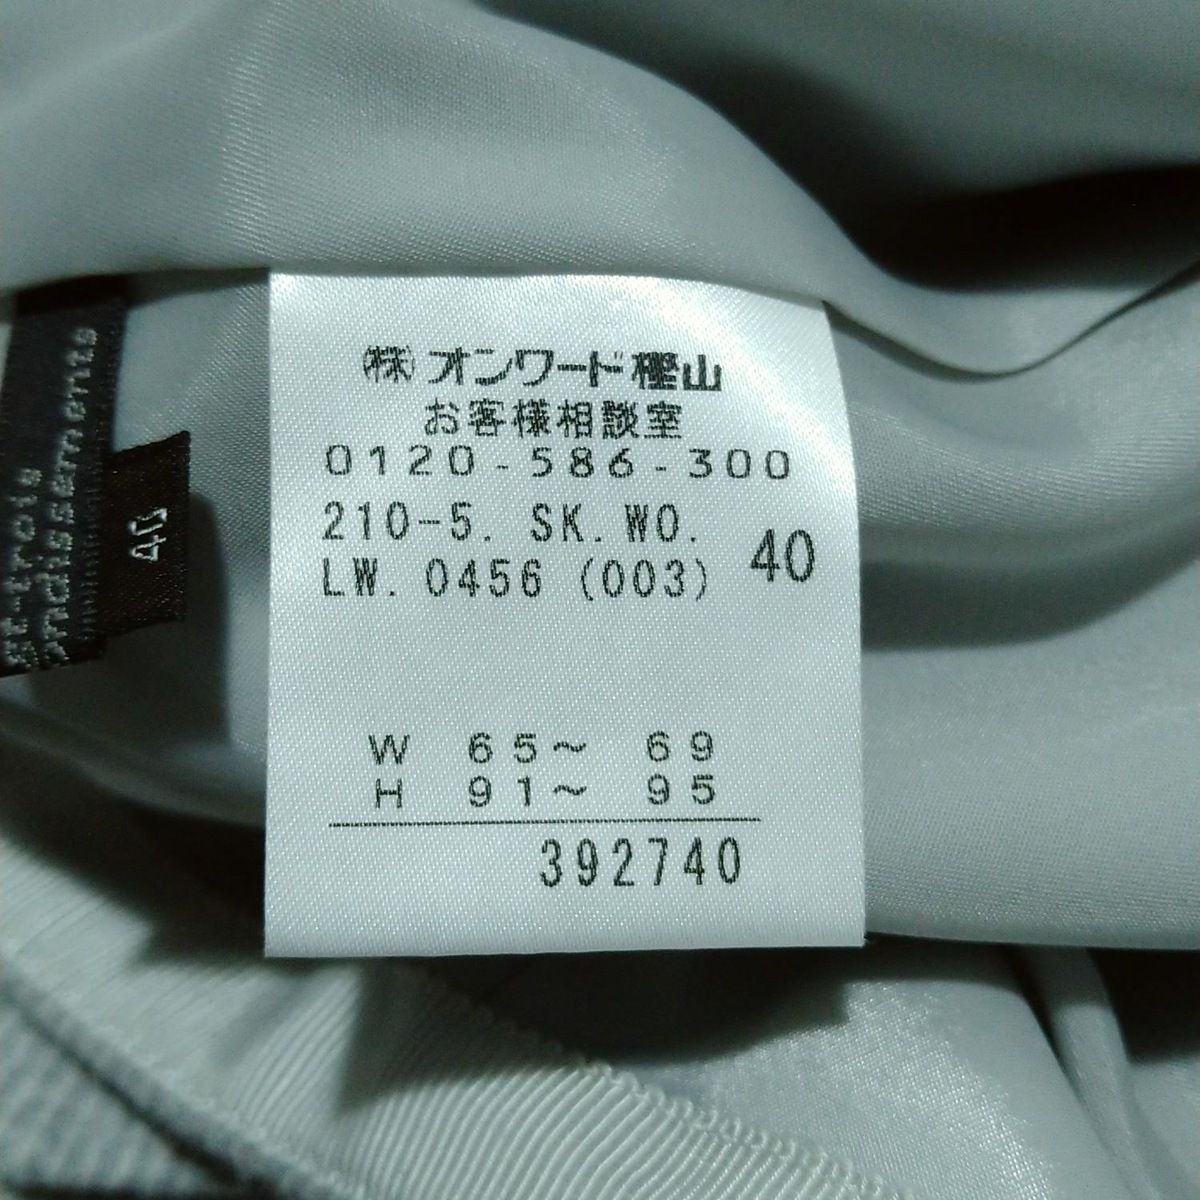 ㈱オンワード樫山
お客様相談室
0120-586-300
210-5. SK. WO.
LW. 0456 (003) 40
W 65~ 69
H 91~ 95
392740
40